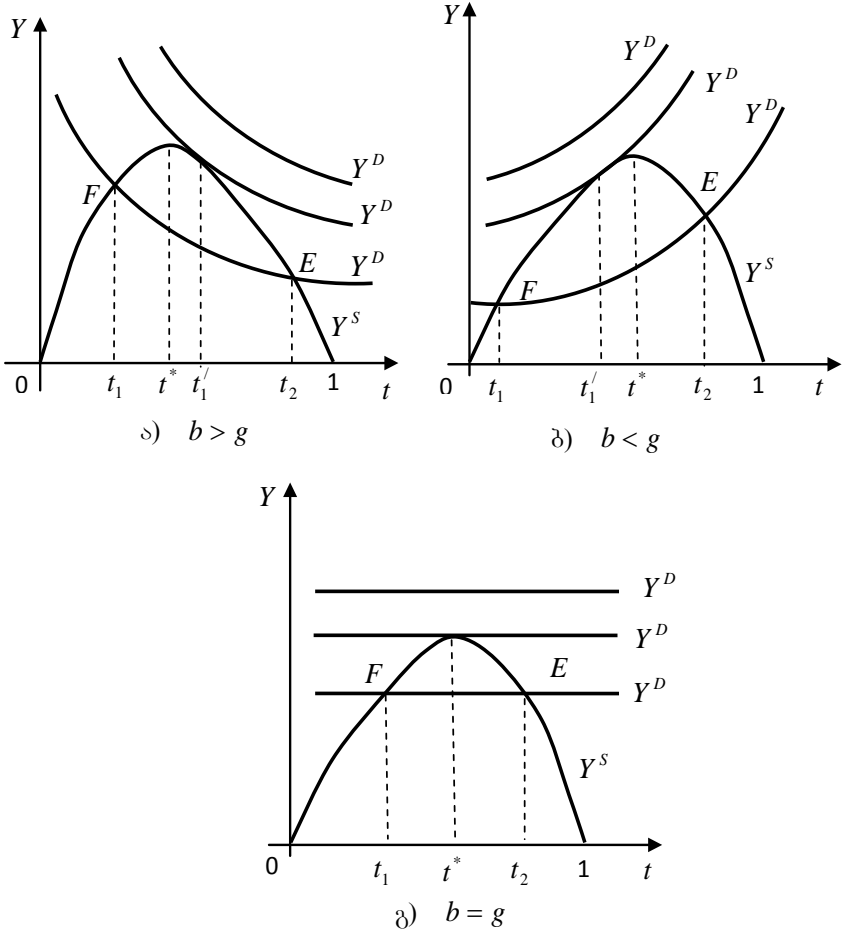 Y
Y^D
Y^D
Y^D
F
E
Y^S
0 t_1 t^* t_1^/ t_2 1 t
ა) b > g
Y
Y^D
Y^D
Y^D
E
F
Y^S
0 t_1 t_1^/ t^* t_2 1 t
ბ) b < g
Y
Y^D
Y^D
F E
Y^D
Y^S
0 t_1 t^* t_2 1 t
გ) b = g